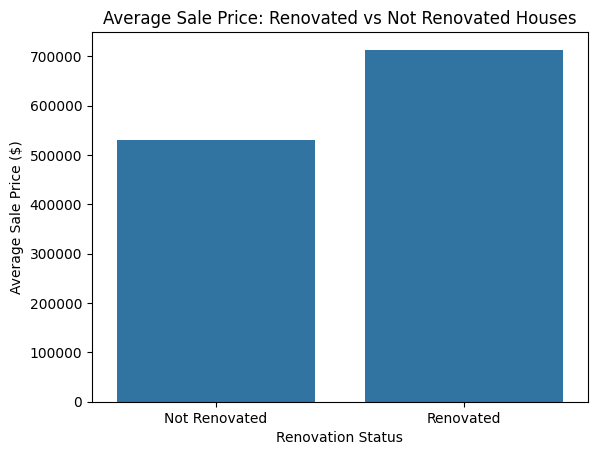 Average Sale Price: Renovated vs Not Renovated Houses
Average Sale Price ($)
700000
600000
500000
400000
300000
200000
100000
0
Not Renovated
Renovated
Renovation Status